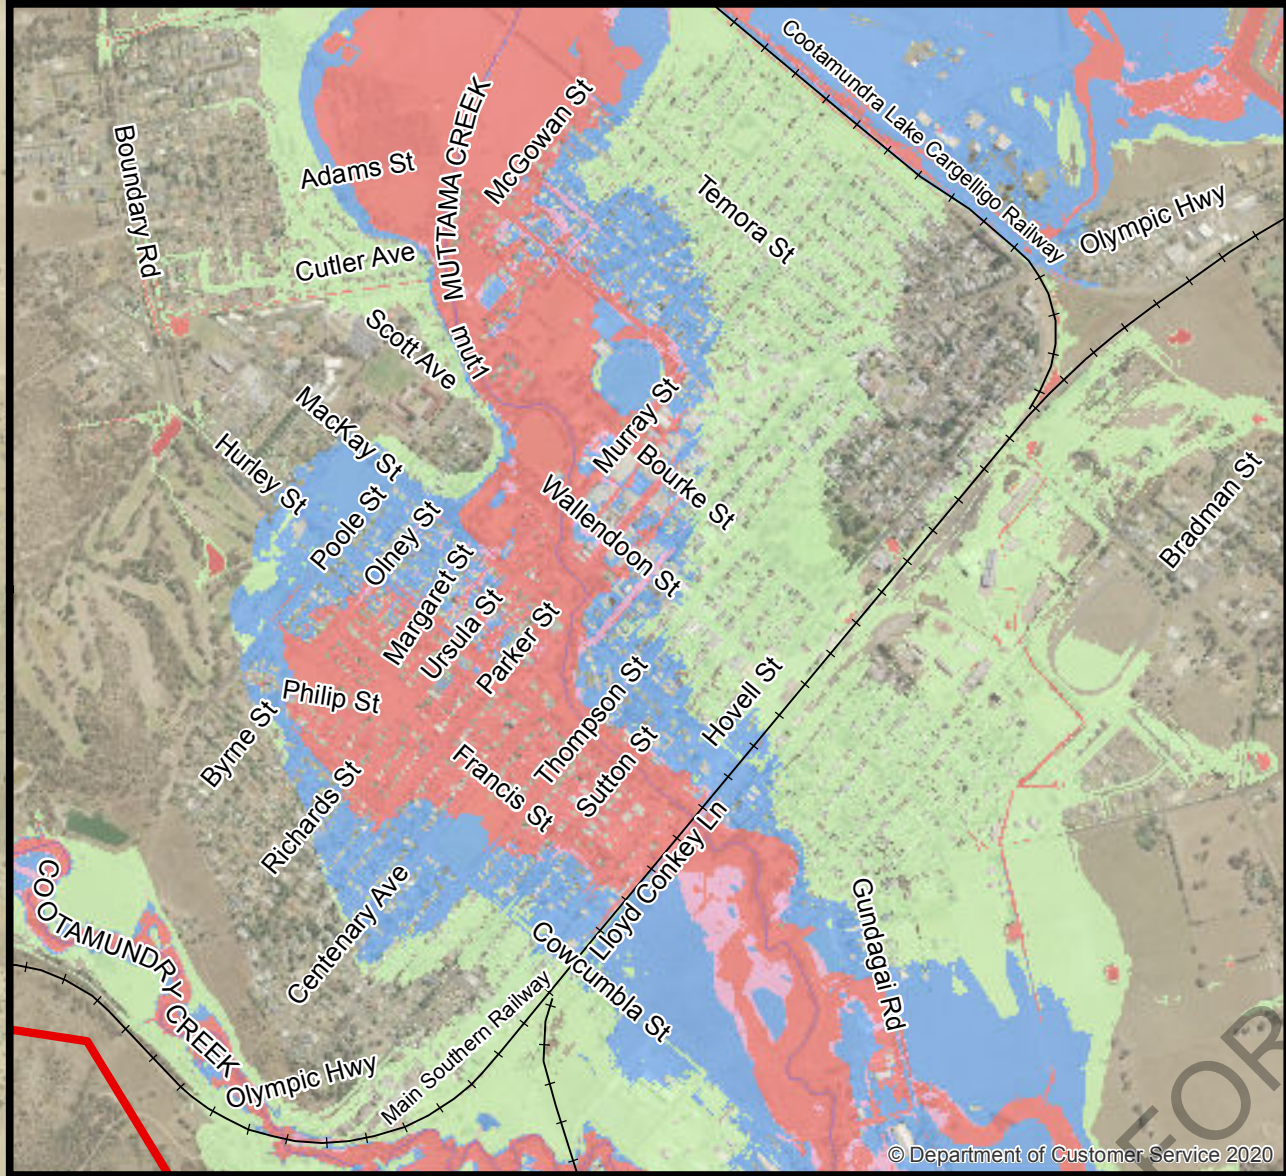 Cootamundra Lake Cargelligo Railway
MUTTAMA CREEK
McGowan St
Boundary Rd
Adams St
Temora St
Olympic Hwy
Cutler Ave
Scott Ave
mut1
MacKay St
Murray St
Hurley St
Bourke St
Bradman St
Poole St
Olney St
Wallendoon St
Margaret St
Ursula St
Parker St
Philip St
Thompson St
Hovell St
Byrne St
Francis St
Sutton St
Richards St
Lloyd Conkey Ln
COOTAMUNDRY CREEK
Centenary Ave
Gundagai Rd
Cowcumbla St
Main Southern Railway
Olympic Hwy
FOR
© Department of Customer Service 2020